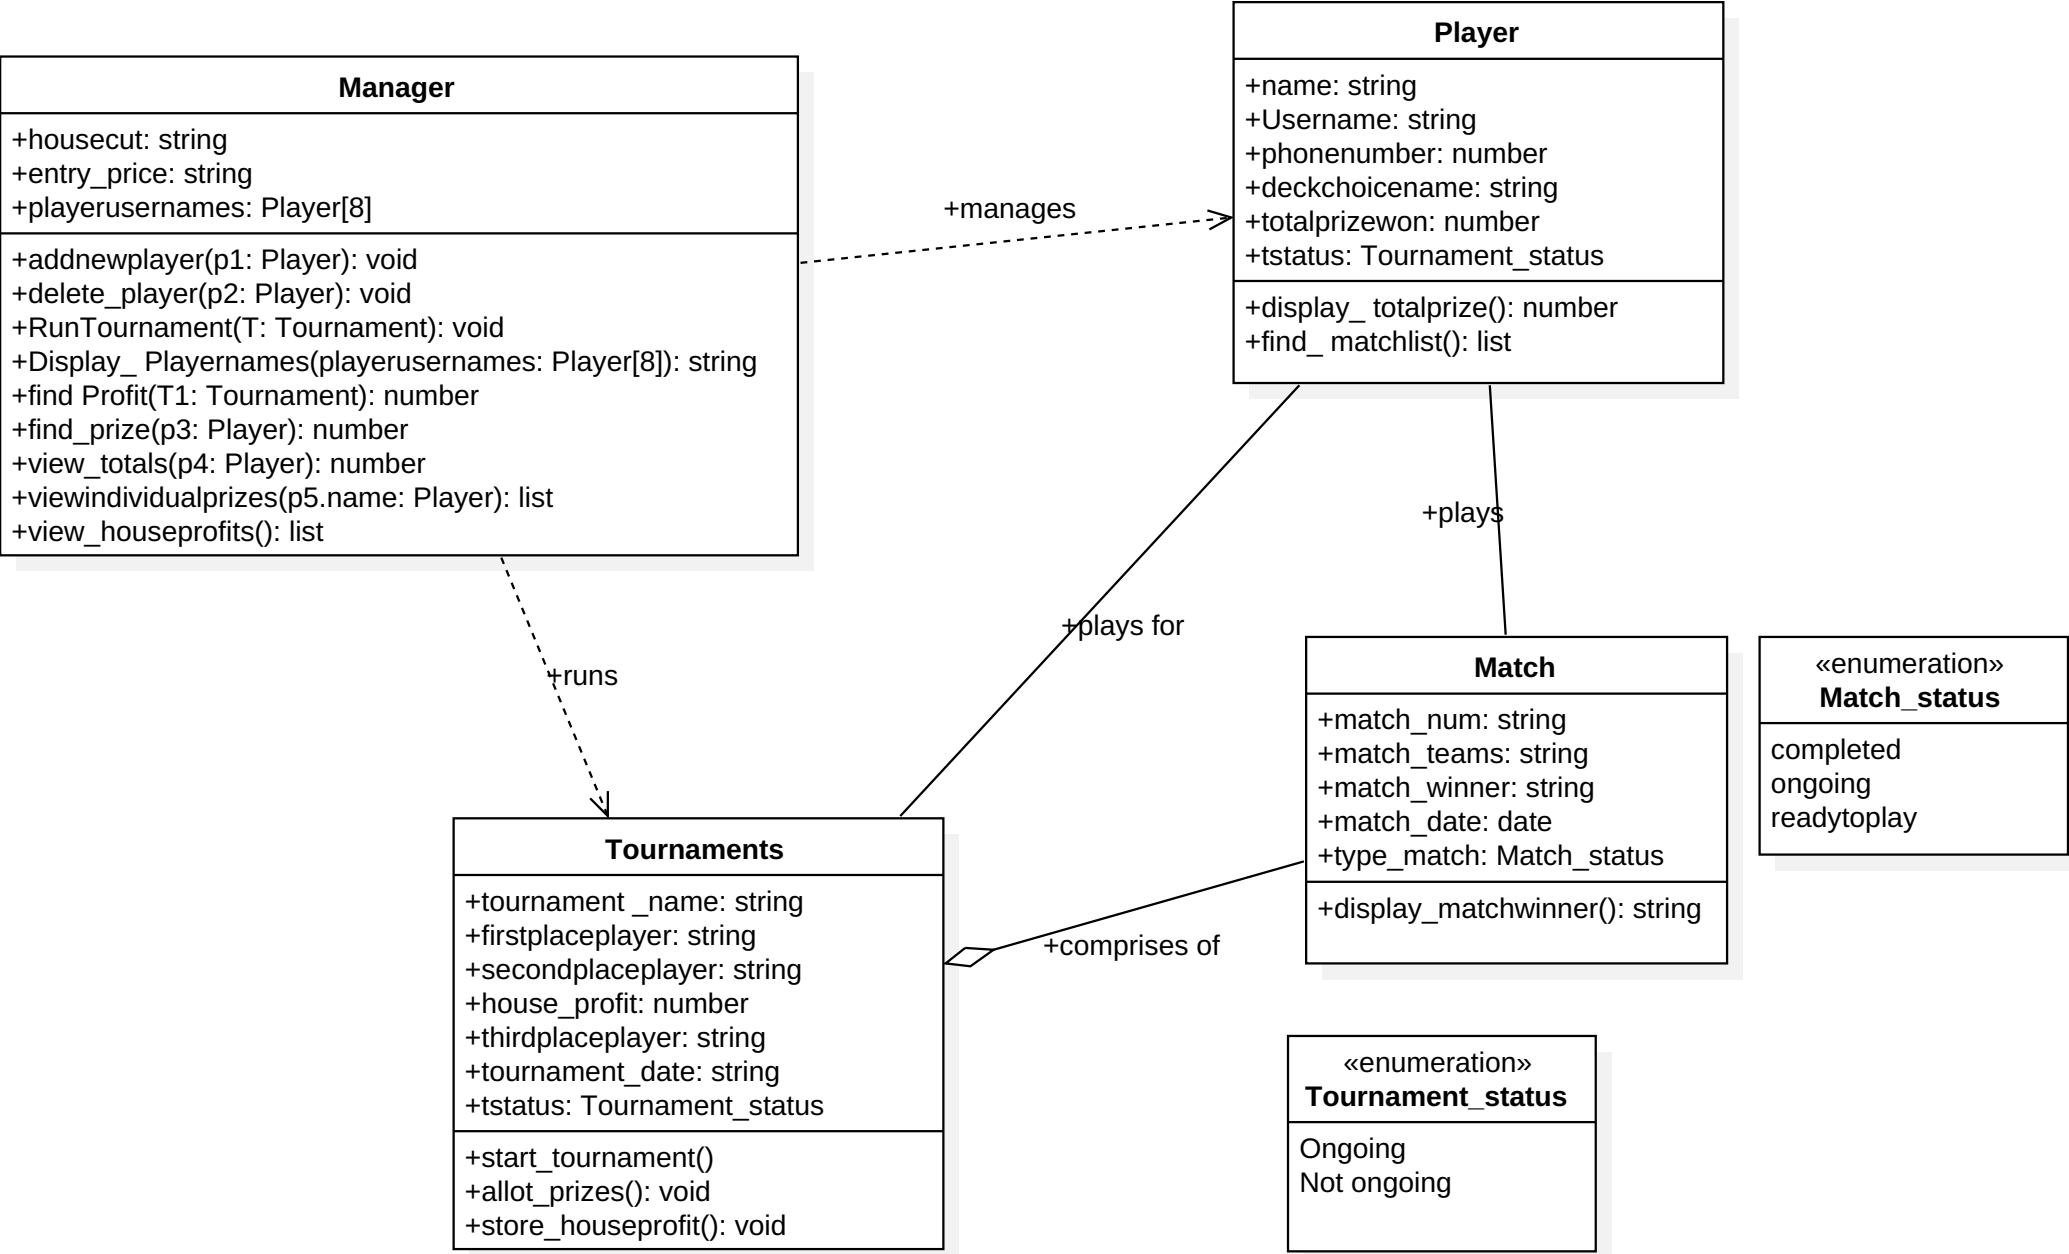 Manager
+housecut: string
+entry_price: string
+playerusernames: Player[8]
+addnewplayer(p1: Player): void
+delete_player(p2: Player): void
+RunTournament(T: Tournament): void
+Display_ Playernames(playerusernames: Player[8]): string
+find Profit(T1: Tournament): number
+find_prize(p3: Player): number
+view_totals(p4: Player): number
+viewindividualprizes(p5.name: Player): list
+view_houseprofits(): list
+manages
Player
+name: string
+Username: string
+phonenumber: number
+deckchoicename: string
+totalprizewon: number
+tstatus: Tournament_status
+display_ totalprize(): number
+find_ matchlist(): list
+plays
+plays for
+runs
Match
+match_num: string
+match_teams: string
+match_winner: string
+match_date: date
+type_match: Match_status
+display_matchwinner(): string
«enumeration»
Match_status
completed
ongoing
readytoplay
Tournaments
+tournament _name: string
+firstplaceplayer: string
+secondplaceplayer: string
+house_profit: number
+thirdplaceplayer: string
+tournament_date: string
+tstatus: Tournament_status
+start_tournament()
+allot_prizes(): void
+store_houseprofit(): void
+comprises of
«enumeration»
Tournament_status
Ongoing
Not ongoing